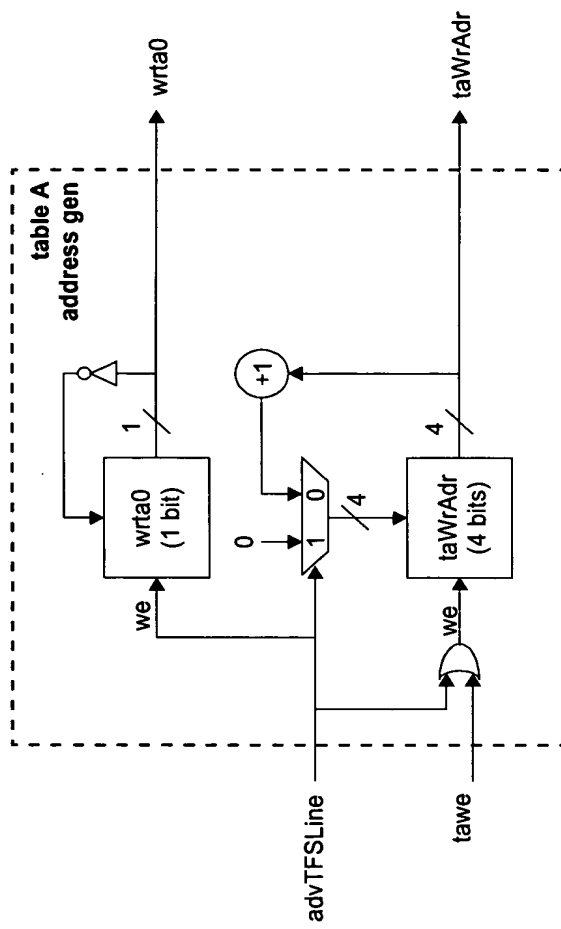 table A
address gen
wrta0
1
we
wrta0
(1 bit)
+1
0
1 0
4
advTFSLine
we
taWrAdr
(4 bits)
4
taWrAdr
tawe